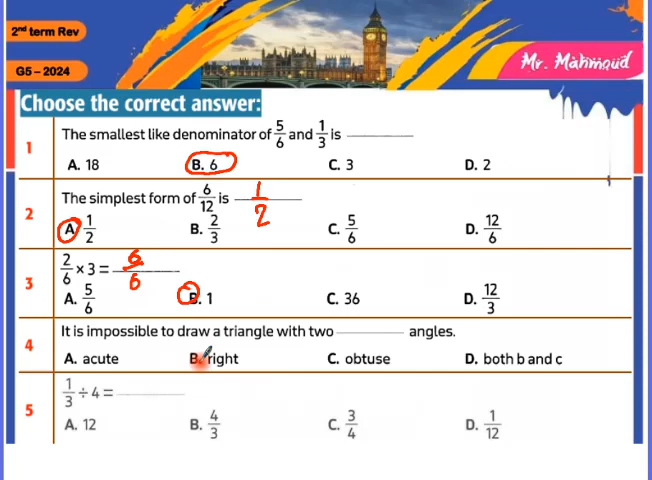 2nd term Rev
G5 – 2024
Mr. Mahmoud
Choose the correct answer:
1 The smallest like denominator of 5/6 and 1/3 is ________
A. 18 B. 6 C. 3 D. 2
2 The simplest form of 6/12 is 1/2
A. 1/2 B. 2/3 C. 5/6 D. 12/6
3 2/6 × 3 = 6/6
A. 5/6 B. 1 C. 36 D. 12/3
4 It is impossible to draw a triangle with two ________ angles.
A. acute B. right C. obtuse D. both b and c
5 1/3 ÷ 4 = ________
A. 12 B. 4/3 C. 3/4 D. 1/12